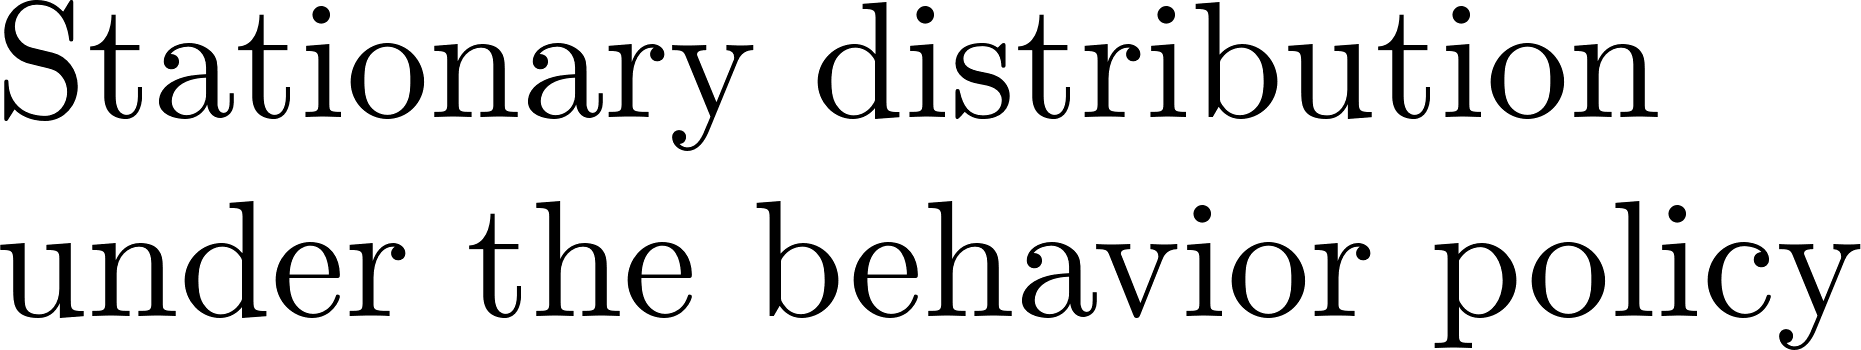 Stationary distribution
under the behavior policy